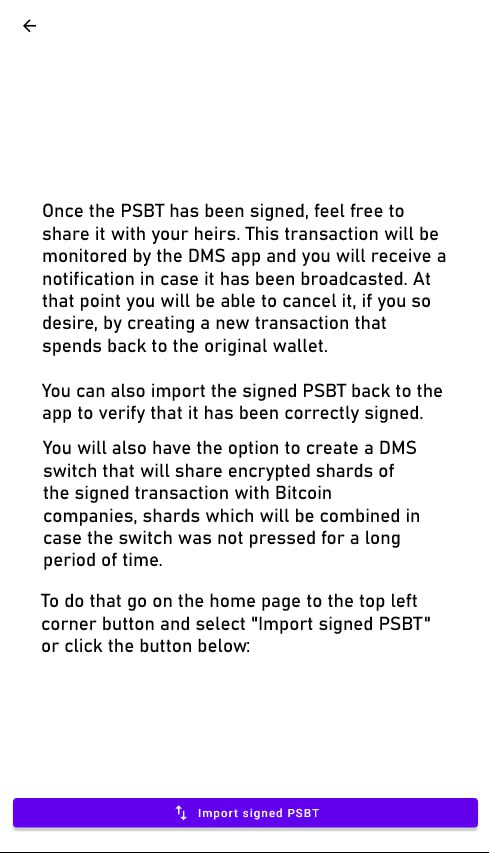 Once the PSBT has been signed, feel free to
share it with your heirs. This transaction will be
monitored by the DMS app and you will receive a
notification in case it has been broadcasted. At
that point you will be able to cancel it, if you so
desire, by creating a new transaction that
spends back to the original wallet.
You can also import the signed PSBT back to the
app to verify that it has been correctly signed.
You will also have the option to create a DMS
switch that will share encrypted shards of
the signed transaction with Bitcoin
companies, shards which will be combined in
case the switch was not pressed for a long
period of time.
To do that go on the home page to the top left
corner button and select "Import signed PSBT"
or click the button below:
Import signed PSBT